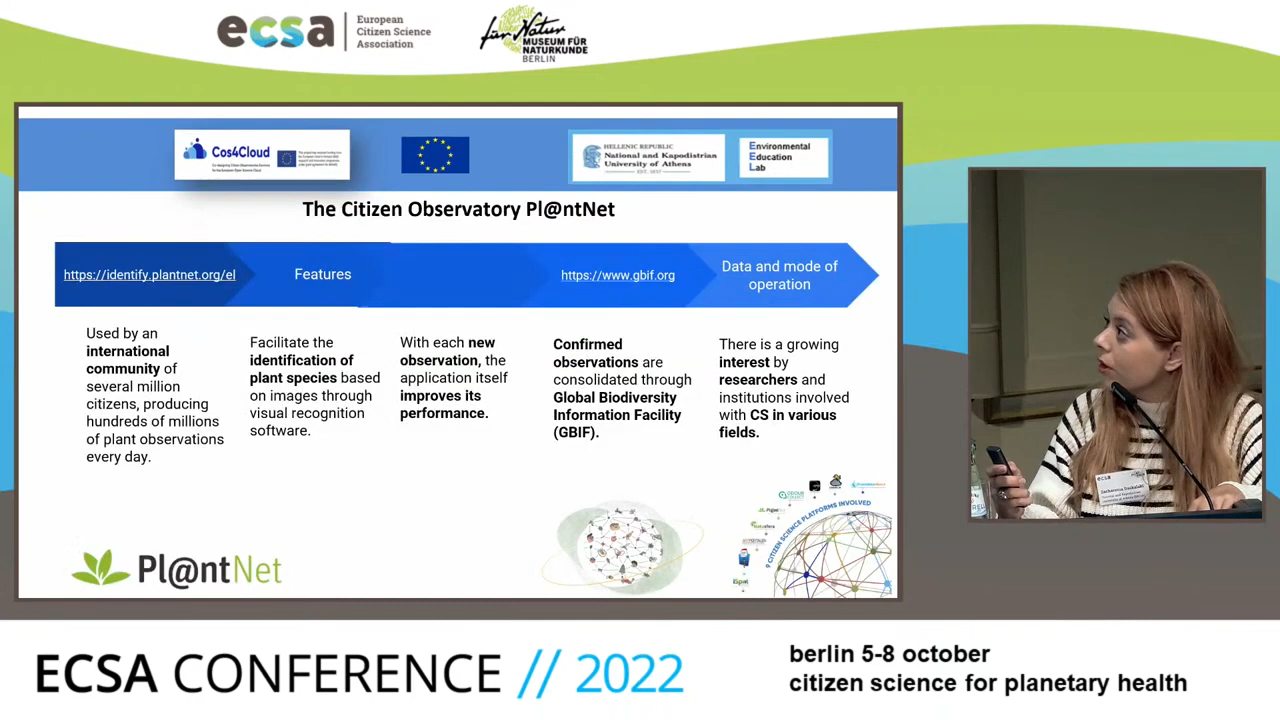 ecsa
European
Citizen Science
Association
für Natur
MUSEUM FÜR
NATURKUNDE
BERLIN
Cos4Cloud
HELLENIC REPUBLIC
National and Kapodistrian
University of Athens
EST. 1837
Environmental
Education
Lab
The Citizen Observatory Pl@ntNet
https://identify.plantnet.org/el
Features
https://www.gbif.org
Data and mode of
operation
Used by an
international
community of
several million
citizens, producing
hundreds of millions
of plant observations
every day.
Facilitate the
identification of
plant species based
on images through
visual recognition
software.
With each new
observation, the
application itself
improves its
performance.
Confirmed
observations are
consolidated through
Global Biodiversity
Information Facility
(GBIF).
There is a growing
interest by
researchers and
institutions involved
with CS in various
fields.
Pl@ntNet
9 CITIZEN SCIENCE PLATFORMS INVOLVED
iSpot
ecsa
ECSA CONFERENCE // 2022
berlin 5-8 october
citizen science for planetary health